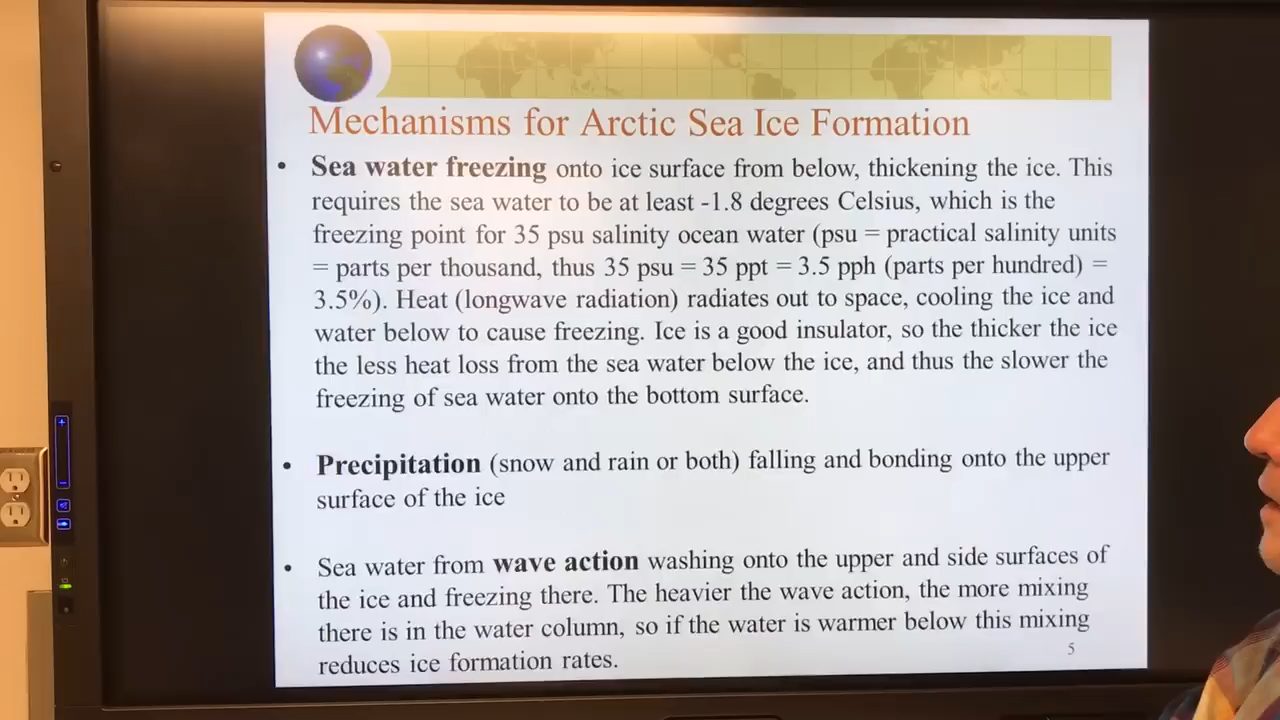 Mechanisms for Arctic Sea Ice Formation
• Sea water freezing onto ice surface from below, thickening the ice. This
requires the sea water to be at least -1.8 degrees Celsius, which is the
freezing point for 35 psu salinity ocean water (psu = practical salinity units
= parts per thousand, thus 35 psu = 35 ppt = 3.5 pph (parts per hundred) =
3.5%). Heat (longwave radiation) radiates out to space, cooling the ice and
water below to cause freezing. Ice is a good insulator, so the thicker the ice
the less heat loss from the sea water below the ice, and thus the slower the
freezing of sea water onto the bottom surface.
• Precipitation (snow and rain or both) falling and bonding onto the upper
surface of the ice
• Sea water from wave action washing onto the upper and side surfaces of
the ice and freezing there. The heavier the wave action, the more mixing
there is in the water column, so if the water is warmer below this mixing
reduces ice formation rates.
5